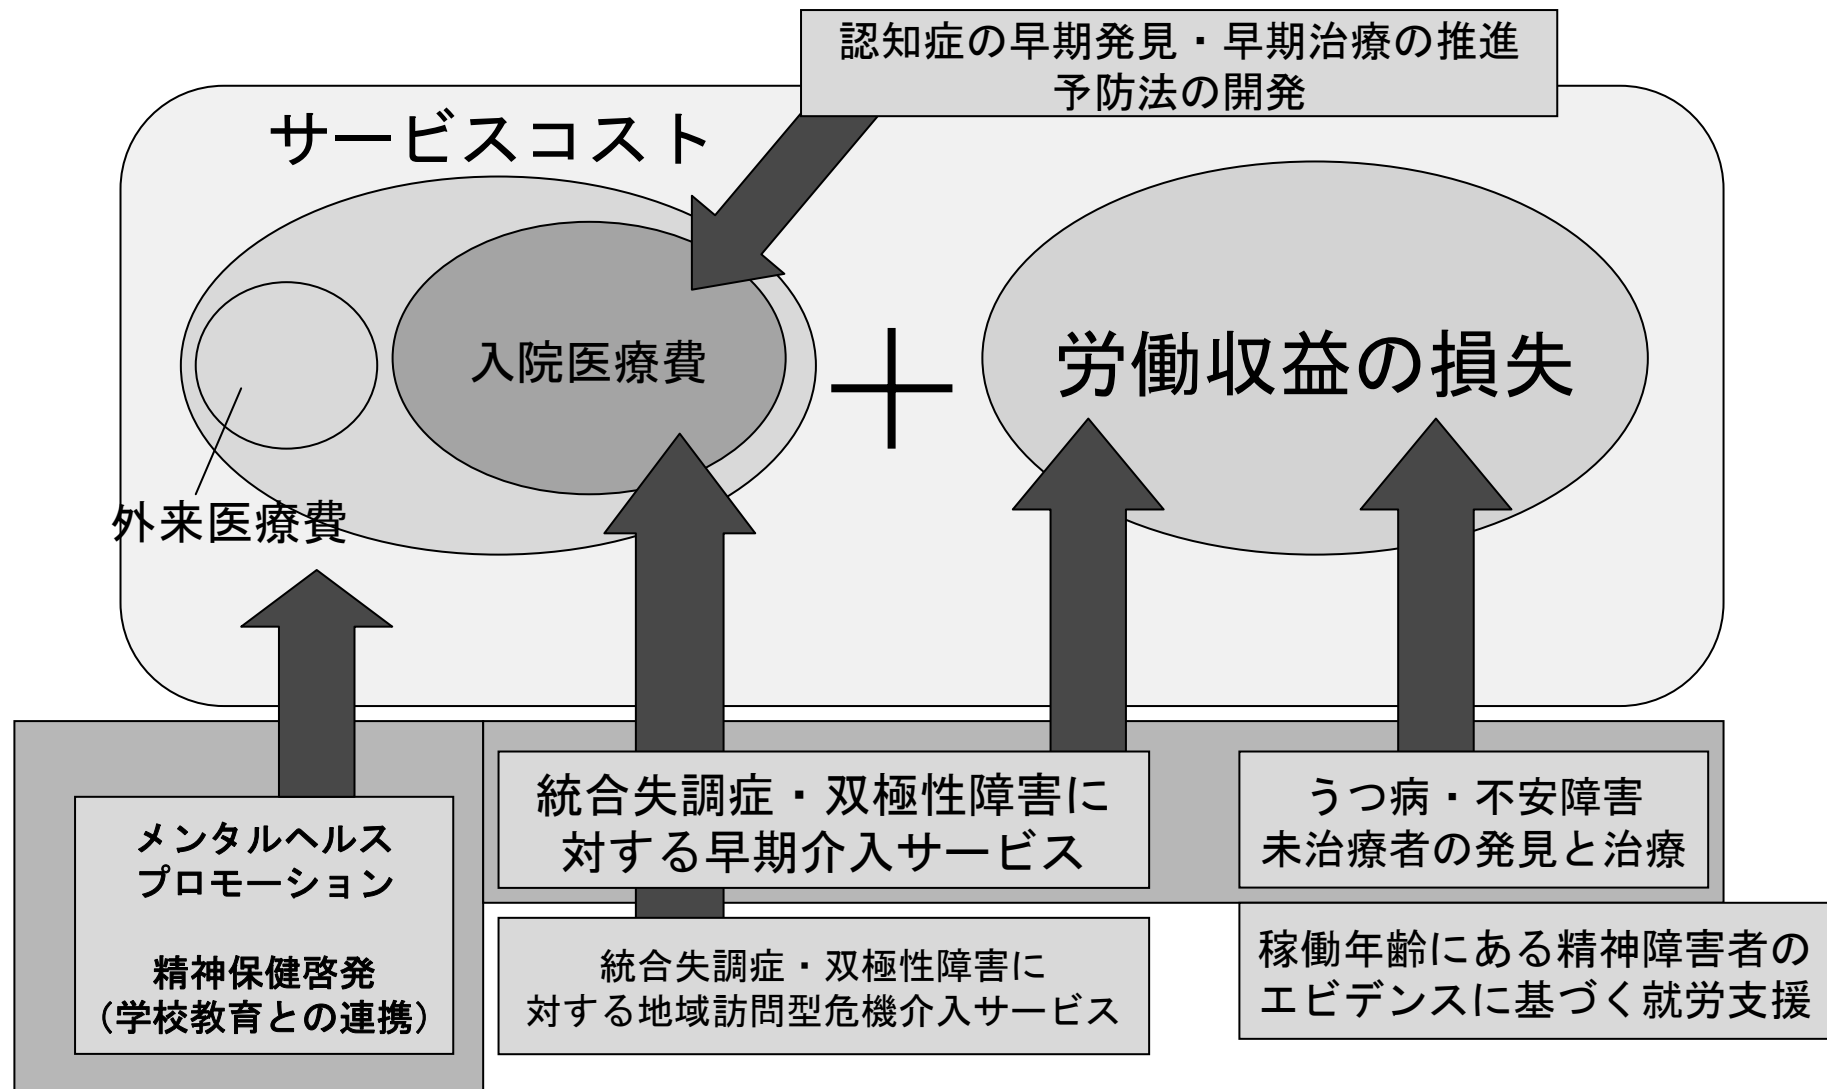 認知症の早期発見・早期治療の推進
予防法の開発
サービスコスト
入院医療費
＋
労働収益の損失
外来医療費
メンタルヘルス
プロモーション
精神保健啓発
（学校教育との連携）
統合失調症・双極性障害に
対する早期介入サービス
うつ病・不安障害
未治療者の発見と治療
統合失調症・双極性障害に
対する地域訪問型危機介入サービス
稼働年齢にある精神障害者の
エビデンスに基づく就労支援